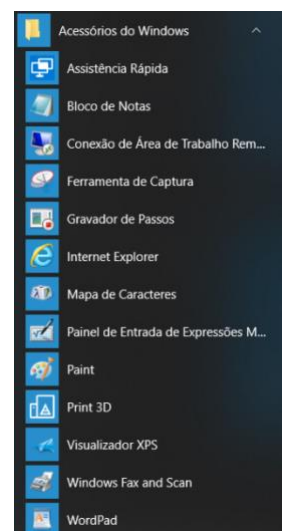 Acessórios do Windows
Assistência Rápida
Bloco de Notas
Conexão de Área de Trabalho Rem...
Ferramenta de Captura
Gravador de Passos
Internet Explorer
Mapa de Caracteres
Painel de Entrada de Expressões M...
Paint
Print 3D
Visualizador XPS
Windows Fax and Scan
WordPad